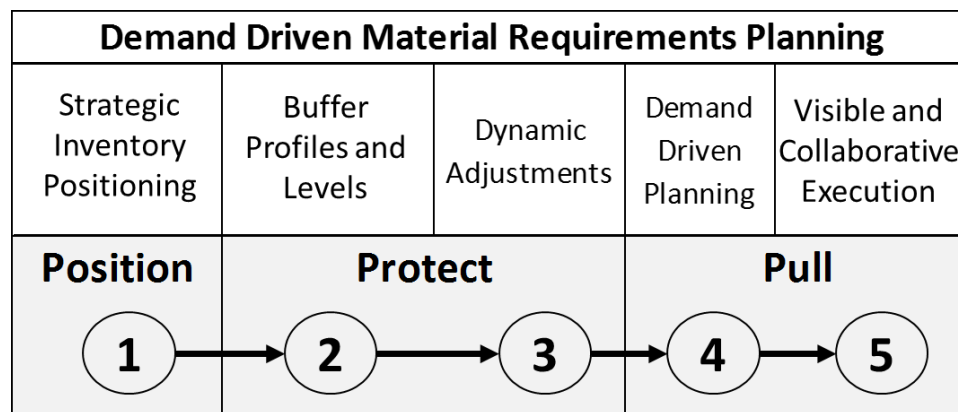 Demand Driven Material Requirements Planning
Strategic
Inventory
Positioning
Buffer
Profiles and
Levels
Dynamic
Adjustments
Demand
Driven
Planning
Visible and
Collaborative
Execution
Position
Protect
Pull
1
2
3
4
5